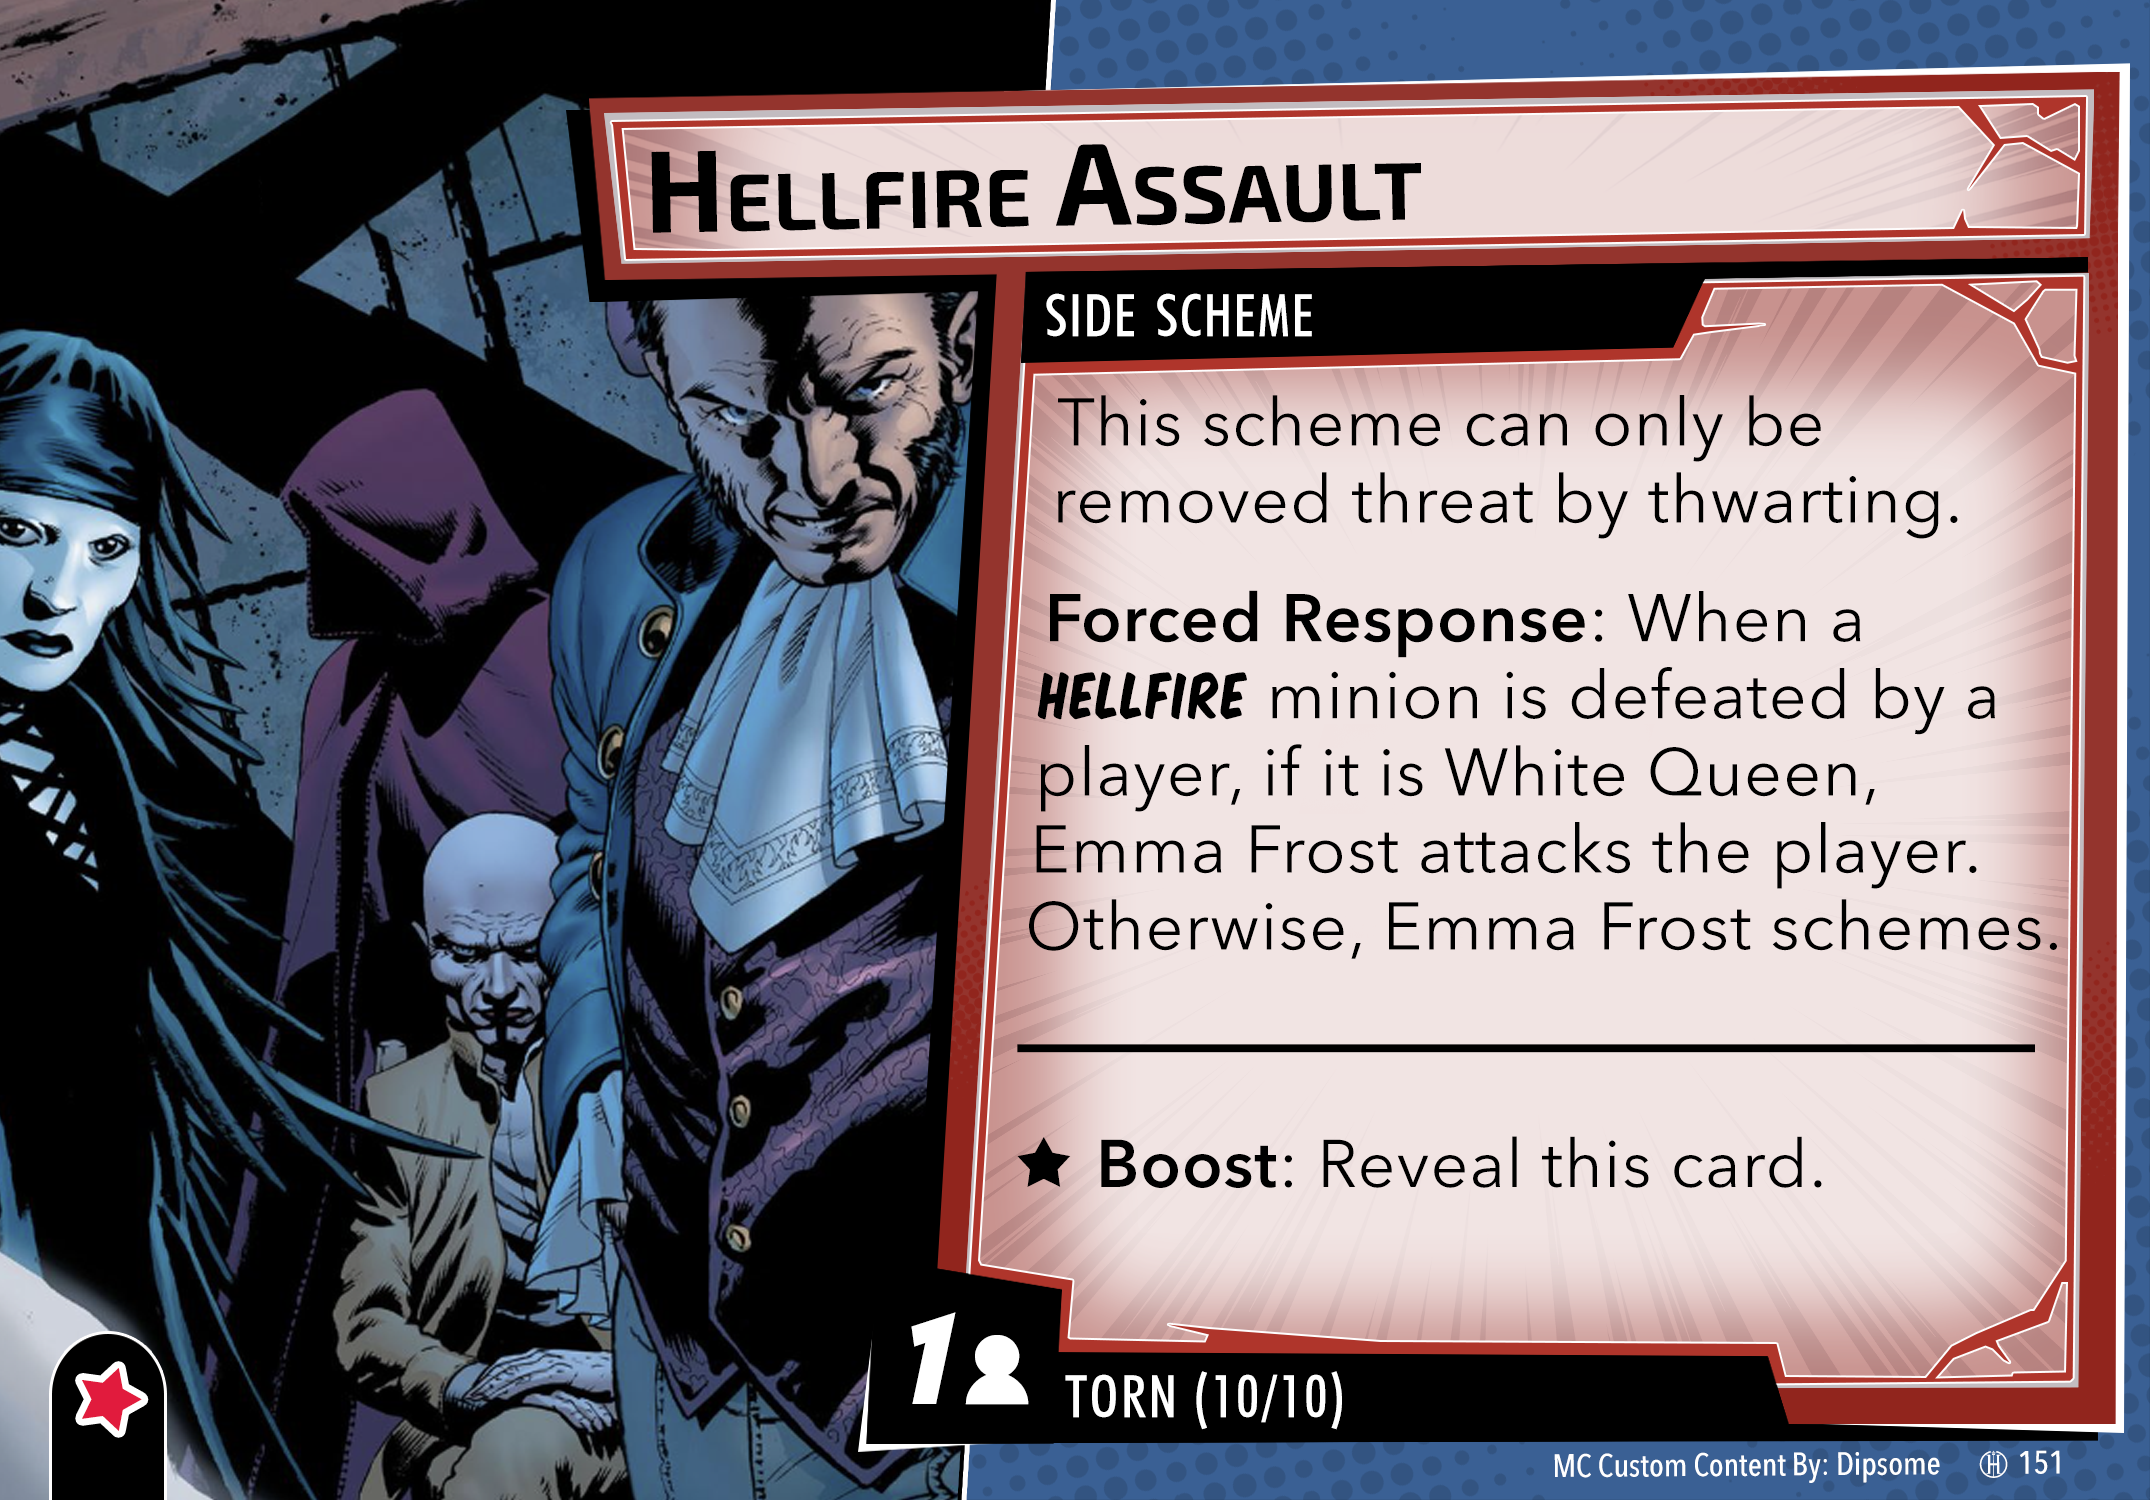 HELLFIRE ASSAULT
SIDE SCHEME
This scheme can only be
removed threat by thwarting.
Forced Response: When a
HELLFIRE minion is defeated by a
player, if it is White Queen,
Emma Frost attacks the player.
Otherwise, Emma Frost schemes.
★ Boost: Reveal this card.
1
TORN (10/10)
MC Custom Content By: Dipsome 151